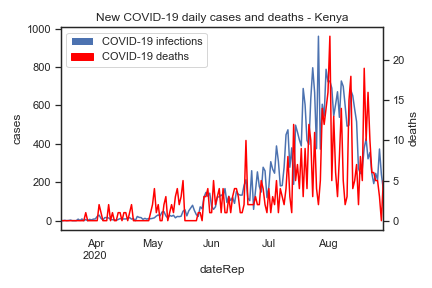 New COVID-19 daily cases and deaths - Kenya
COVID-19 infections
COVID-19 deaths
1000
800
600
400
200
0
cases
20
15
10
5
0
deaths
Apr
2020
May
Jun
Jul
Aug
dateRep